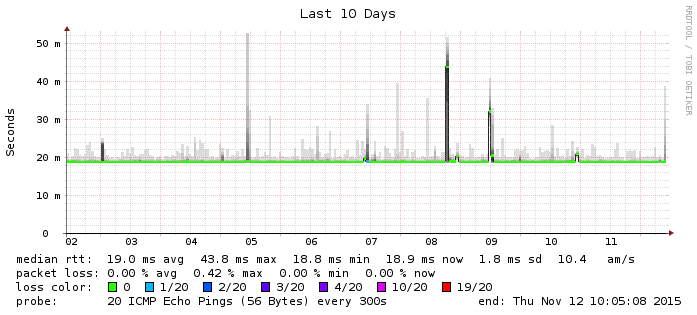 Last 10 Days
RRDTOOL / TOBI OETIKER
Seconds
50 m
40 m
30 m
20 m
10 m
0
02 03 04 05 06 07 08 09 10 11
median rtt: 19.0 ms avg 43.8 ms max 18.8 ms min 18.9 ms now 1.8 ms sd 10.4 am/s
packet loss: 0.00 % avg 0.42 % max 0.00 % min 0.00 % now
loss color: 0 1/20 2/20 3/20 4/20 10/20 19/20
probe: 20 ICMP Echo Pings (56 Bytes) every 300s end: Thu Nov 12 10:05:08 2015